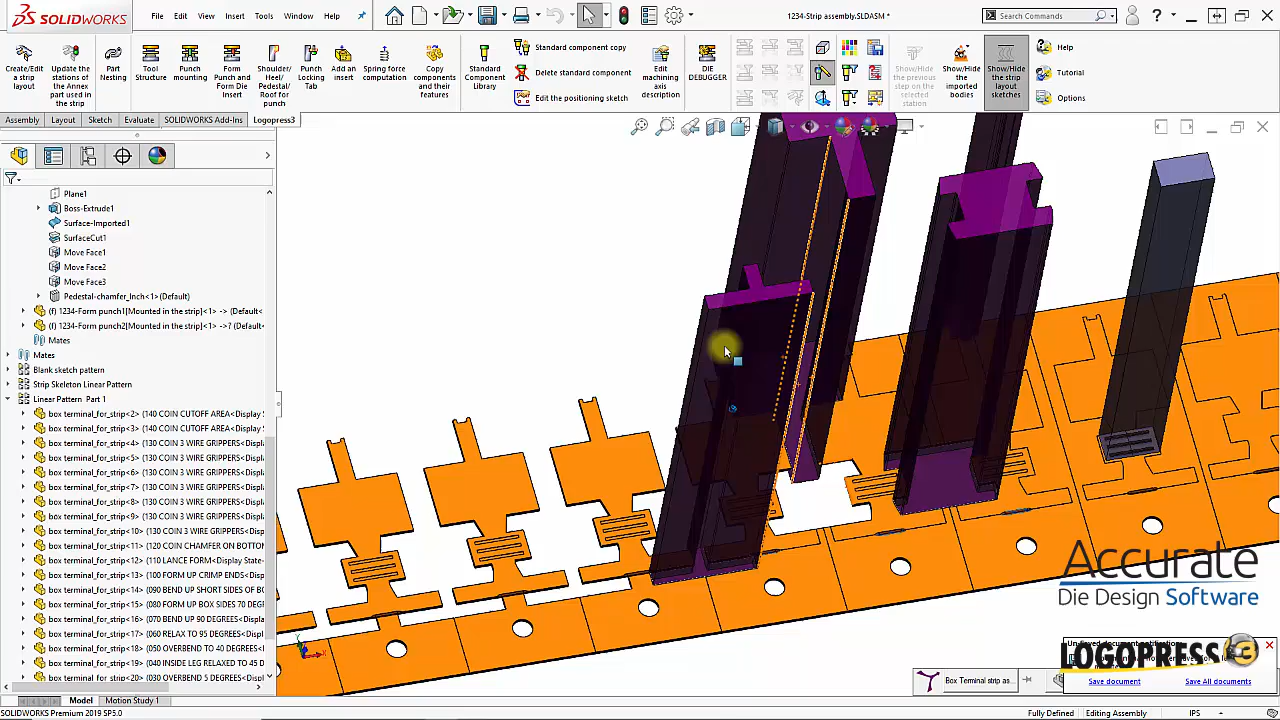 SOLIDWORKS
File Edit View Insert Tools Window Help
1234-Strip assembly.SLDASM *
Search Commands
Create/Edit a strip layout
Update the stations of the Annex part used in the strip
Part Nesting
Tool Structure
Punch mounting
Form Punch and Form Die Insert
Shoulder/ Heel/ Pedestal/ Roof for punch
Punch Locking Tab
Add an insert
Spring force computation
Copy components and their features
Standard Component Library
Standard component copy
Delete standard component
Edit the positioning sketch
Edit machining axis description
DIE DEBUGGER
Show/Hide the previous step on the selected station
Show/Hide the imported bodies
Show/Hide the strip layout sketches
Help
Tutorial
Options
Assembly Layout Sketch Evaluate SOLIDWORKS Add-Ins Logopress3
Plane1
Boss-Extrude1
Surface-Imported1
SurfaceCut1
Move Face1
Move Face2
Move Face3
Pedestal-chamfer_Inch<1> (Default)
(f) 1234-Form punch1[Mounted in the strip]<1> -> (Default)
(f) 1234-Form punch2[Mounted in the strip]<1> ->? (Default)
Mates
Mates
Blank sketch pattern
Strip Skeleton Linear Pattern
Linear Pattern Part 1
box terminal_for_strip<2> (140 COIN CUTOFF AREA<Display S
box terminal_for_strip<3> (140 COIN CUTOFF AREA<Display S
box terminal_for_strip<4> (130 COIN 3 WIRE GRIPPERS<Displ
box terminal_for_strip<5> (130 COIN 3 WIRE GRIPPERS<Displ
box terminal_for_strip<6> (130 COIN 3 WIRE GRIPPERS<Displ
box terminal_for_strip<7> (130 COIN 3 WIRE GRIPPERS<Displ
box terminal_for_strip<8> (130 COIN 3 WIRE GRIPPERS<Displ
box terminal_for_strip<9> (130 COIN 3 WIRE GRIPPERS<Displ
box terminal_for_strip<10> (130 COIN 3 WIRE GRIPPERS<Disp
box terminal_for_strip<11> (120 COIN CHAMFER ON BOTTOM
box terminal_for_strip<12> (110 LANCE FORM<Display State
box terminal_for_strip<13> (100 FORM UP CRIMP ENDS<Disp
box terminal_for_strip<14> (090 BEND UP SHORT SIDES OF B
box terminal_for_strip<15> (080 FORM UP BOX SIDES 70 DEG
box terminal_for_strip<16> (070 BEND UP 90 DEGREES<Displ
box terminal_for_strip<17> (060 RELAX TO 95 DEGREES<Disp
box terminal_for_strip<18> (050 OVERBEND TO 40 DEGREES<
box terminal_for_strip<19> (040 INSIDE LEG RELAXED TO 45
box terminal_for_strip<20> (030 OVERBEND 5 DEGREES<Displ
Accurate
Die Design Software
LOGOPRESS 3
Save document Save All documents
Box Terminal strip as...
Model Motion Study 1
SOLIDWORKS Premium 2019 SP5.0
Fully Defined Editing Assembly IPS